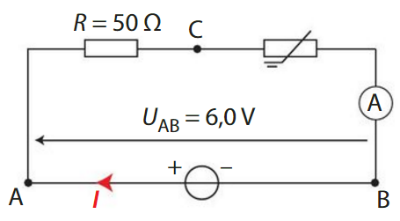 R = 50 Ω
C
A
U_AB = 6,0 V
+ −
A
I
B